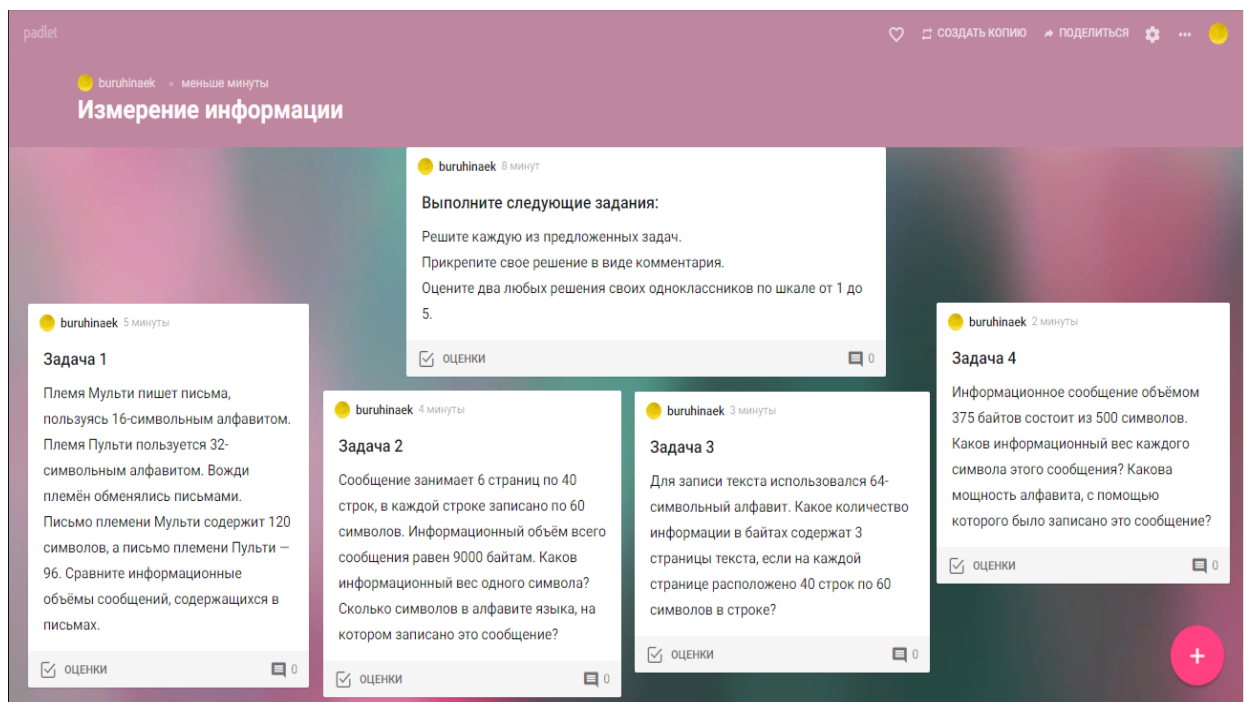 padlet
СОЗДАТЬ КОПИЮ
ПОДЕЛИТЬСЯ
buruhinaek • меньше минуты
Измерение информации
buruhinaek 8 минут
Выполните следующие задания:
Решите каждую из предложенных задач.
Прикрепите свое решение в виде комментария.
Оцените два любых решения своих одноклассников по шкале от 1 до
5.
ОЦЕНКИ 0
buruhinaek 5 минуты
Задача 1
Племя Мульти пишет письма,
пользуясь 16-символьным алфавитом.
Племя Пульти пользуется 32-
символьным алфавитом. Вожди
племён обменялись письмами.
Письмо племени Мульти содержит 120
символов, а письмо племени Пульти —
96. Сравните информационные
объёмы сообщений, содержащихся в
письмах.
ОЦЕНКИ 0
buruhinaek 4 минуты
Задача 2
Сообщение занимает 6 страниц по 40
строк, в каждой строке записано по 60
символов. Информационный объём всего
сообщения равен 9000 байтам. Каков
информационный вес одного символа?
Сколько символов в алфавите языка, на
котором записано это сообщение?
ОЦЕНКИ 0
buruhinaek 3 минуты
Задача 3
Для записи текста использовался 64-
символьный алфавит. Какое количество
информации в байтах содержат 3
страницы текста, если на каждой
странице расположено 40 строк по 60
символов в строке?
ОЦЕНКИ 0
buruhinaek 2 минуты
Задача 4
Информационное сообщение объёмом
375 байтов состоит из 500 символов.
Каков информационный вес каждого
символа этого сообщения? Какова
мощность алфавита, с помощью
которого было записано это сообщение?
ОЦЕНКИ 0